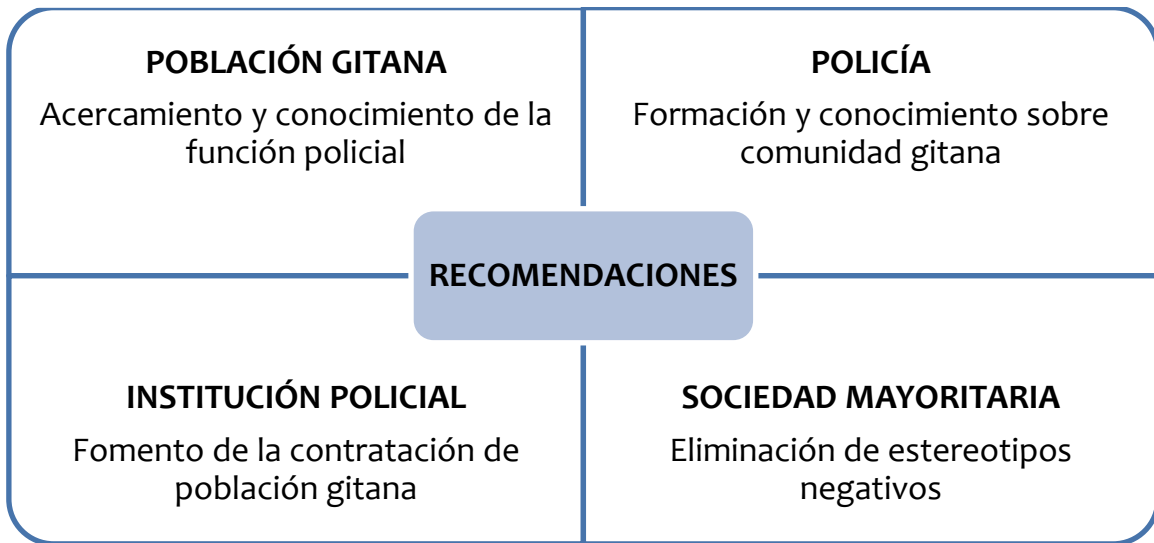 POBLACIÓN GITANA
Acercamiento y conocimiento de la
función policial
POLICÍA
Formación y conocimiento sobre
comunidad gitana
RECOMENDACIONES
INSTITUCIÓN POLICIAL
Fomento de la contratación de
población gitana
SOCIEDAD MAYORITARIA
Eliminación de estereotipos
negativos